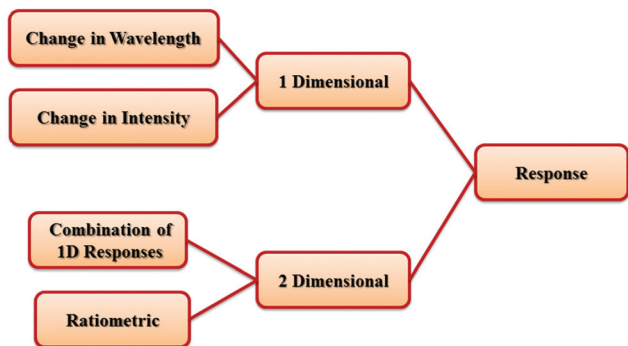 Change in Wavelength
Change in Intensity
1 Dimensional
Response
Combination of
1D Responses
Ratiometric
2 Dimensional